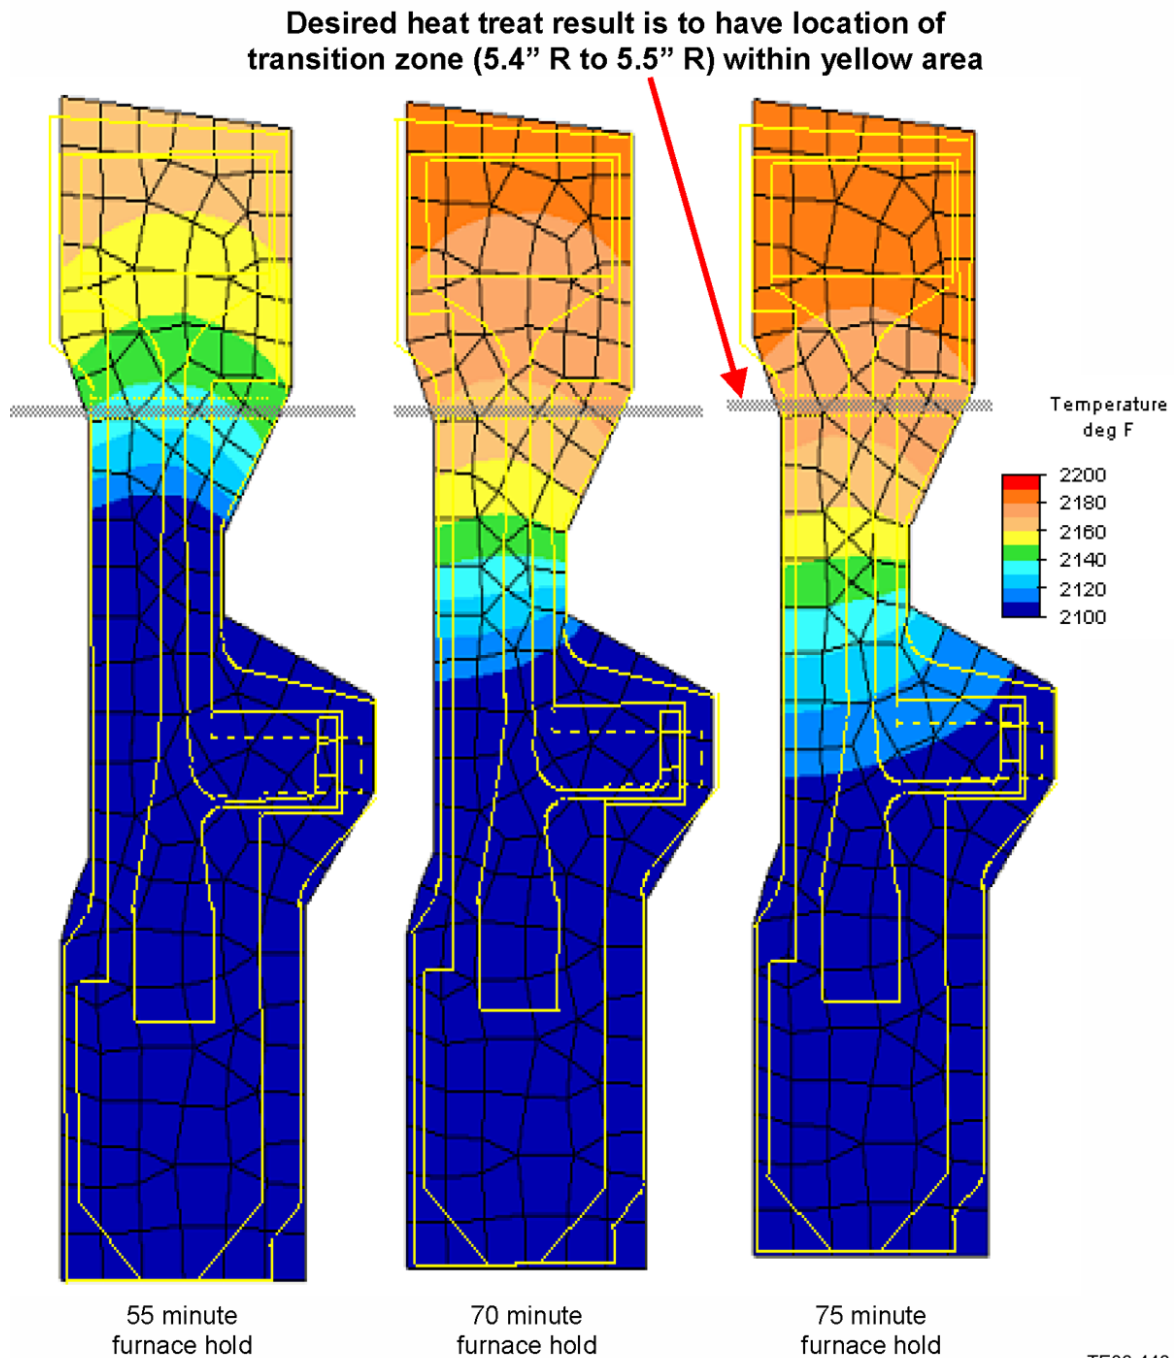 Desired heat treat result is to have location of
transition zone (5.4” R to 5.5” R) within yellow area
Temperature
deg F
2200
2180
2160
2140
2120
2100
55 minute
furnace hold
70 minute
furnace hold
75 minute
furnace hold